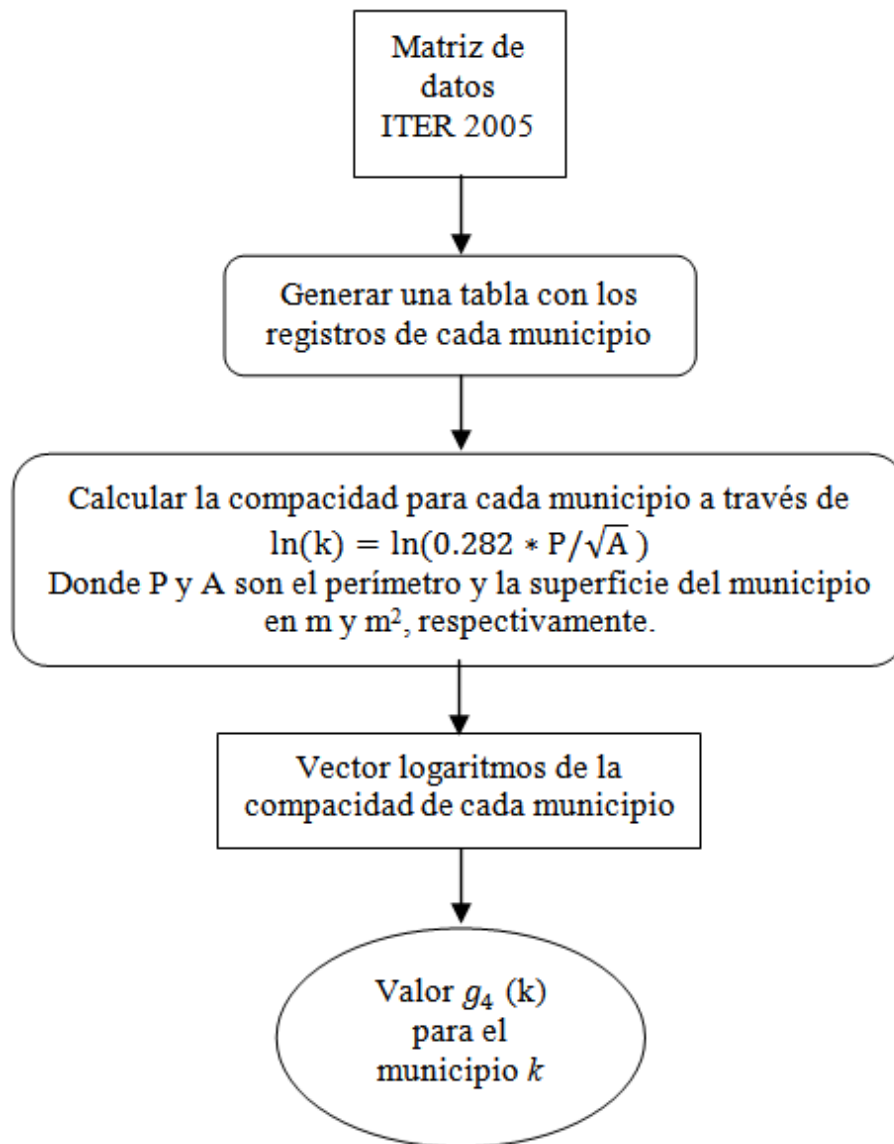 Matriz de
datos
ITER 2005
Generar una tabla con los
registros de cada municipio
Calcular la compacidad para cada municipio a través de
ln(k) = ln(0.282 * P/√A )
Donde P y A son el perímetro y la superficie del municipio
en m y m², respectivamente.
Vector logaritmos de la
compacidad de cada municipio
Valor g₄ (k)
para el
municipio k